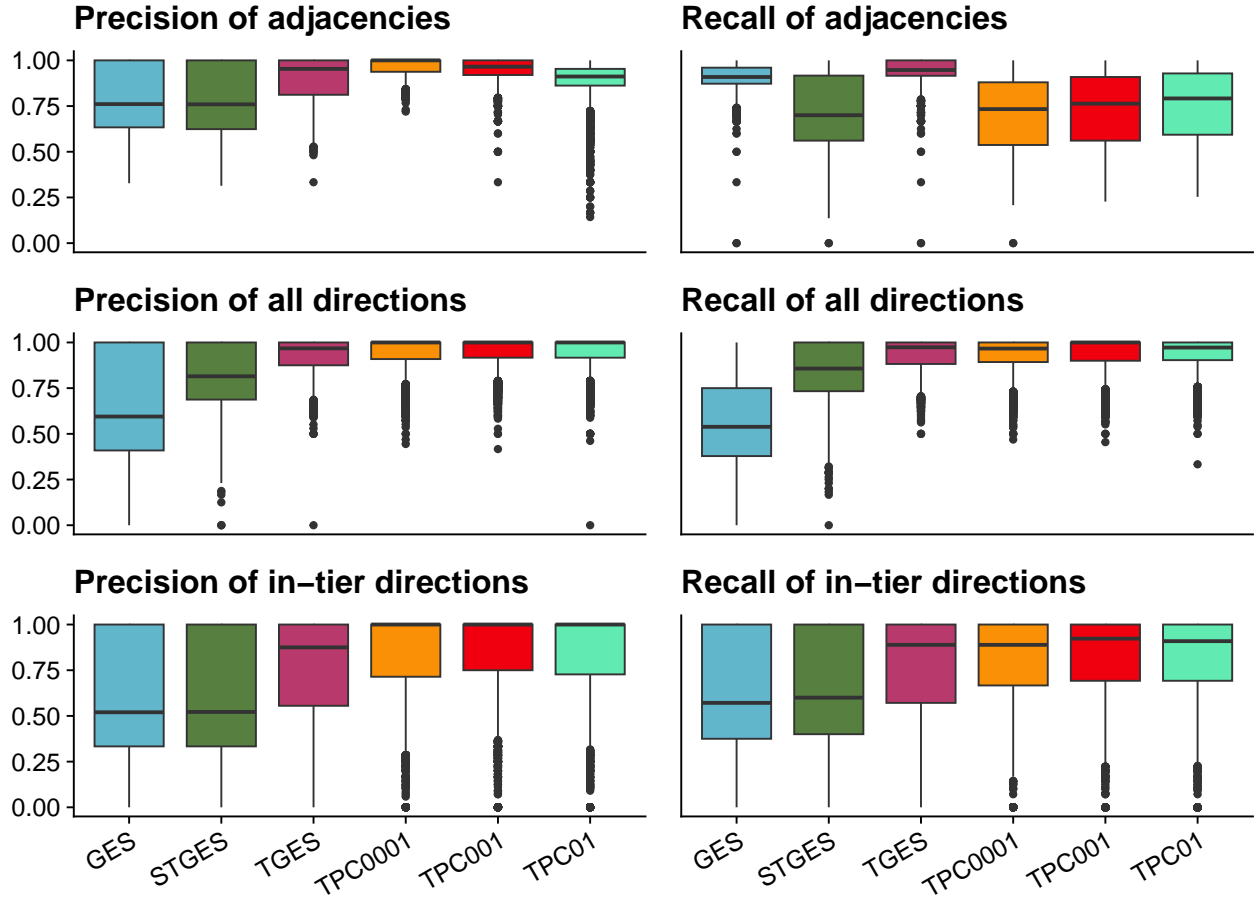 Precision of adjacencies
Recall of adjacencies
1.00
0.75
0.50
0.25
0.00
Precision of all directions
Recall of all directions
1.00
0.75
0.50
0.25
0.00
Precision of in−tier directions
Recall of in−tier directions
1.00
0.75
0.50
0.25
0.00
GES
STGES
TGES
TPC0001
TPC001
TPC01
GES
STGES
TGES
TPC0001
TPC001
TPC01